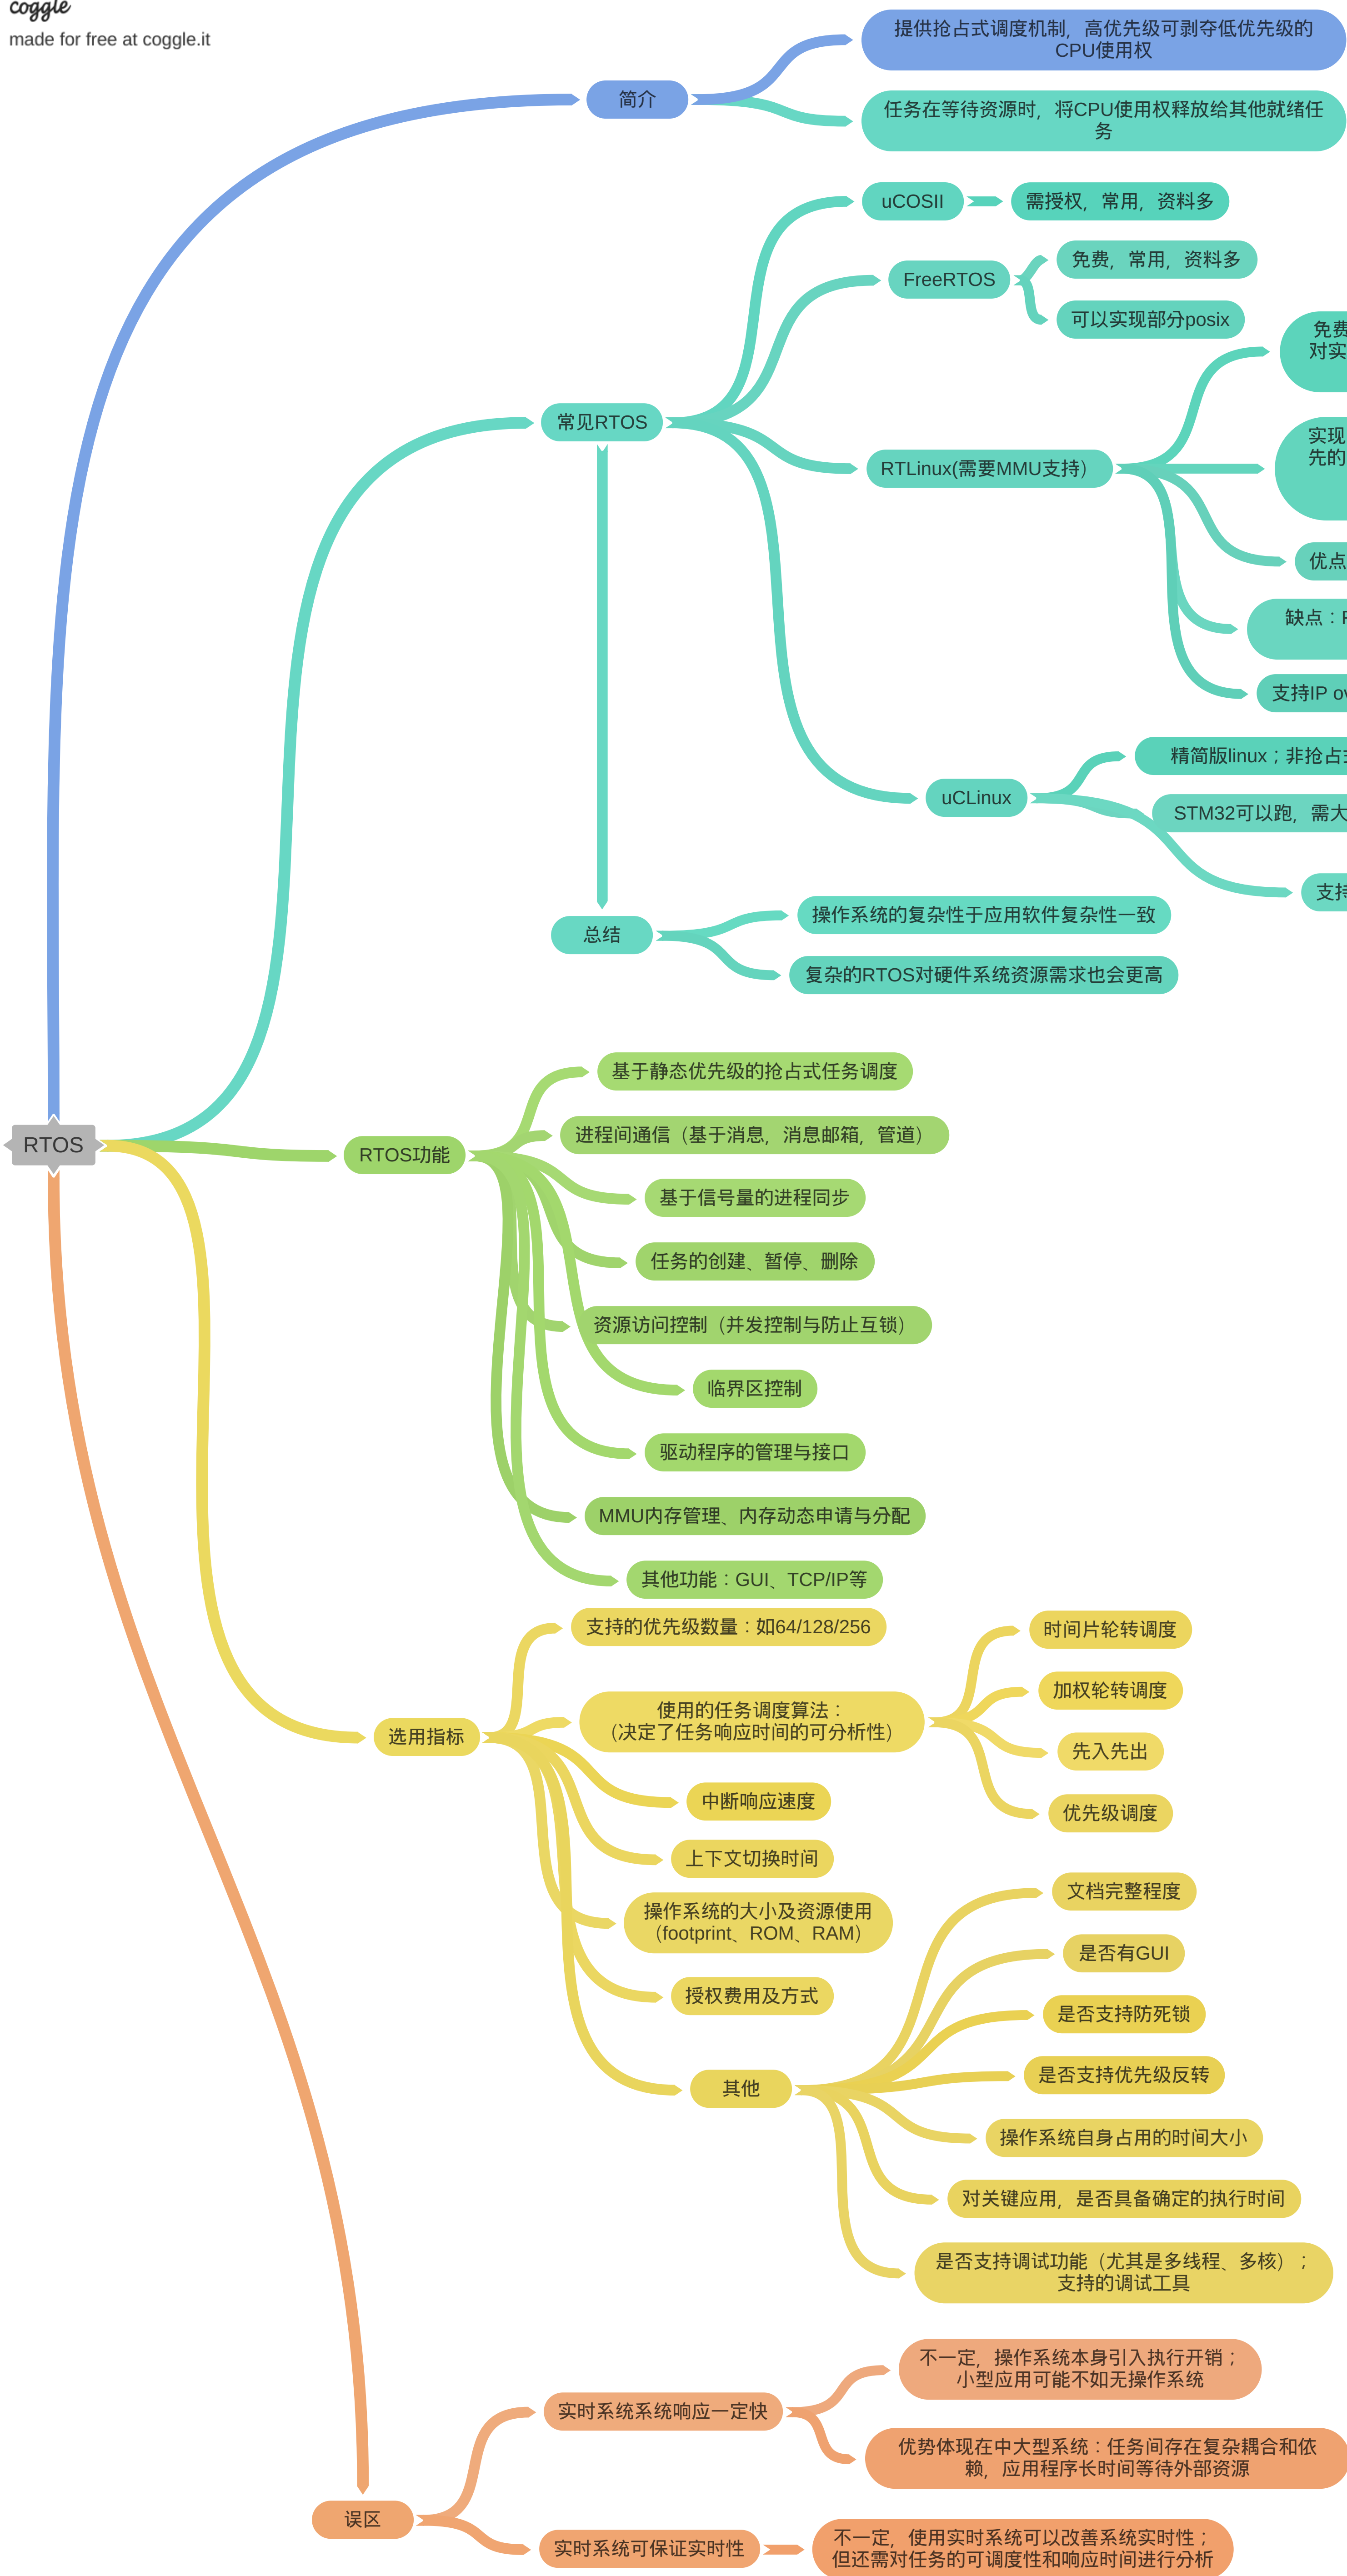 coggle
made for free at coggle.it
RTOS
简介
提供抢占式调度机制，高优先级可剥夺低优先级的
CPU使用权
任务在等待资源时，将CPU使用权释放给其他就绪任
务
常见RTOS
uCOSII
需授权，常用，资料多
FreeRTOS
免费，常用，资料多
可以实现部分posix
RTLinux(需要MMU支持）
免费
对实
实现
先的
优点
缺点：
支持IP
uCLinux
精简版linux；非抢占
STM32可以跑，需大
支持
总结
操作系统的复杂性于应用软件复杂性一致
复杂的RTOS对硬件系统资源需求也会更高
RTOS功能
基于静态优先级的抢占式任务调度
进程间通信（基于消息，消息邮箱，管道）
基于信号量的进程同步
任务的创建、暂停、删除
资源访问控制（并发控制与防止互锁）
临界区控制
驱动程序的管理与接口
MMU内存管理、内存动态申请与分配
其他功能：GUI、TCP/IP等
选用指标
支持的优先级数量：如64/128/256
使用的任务调度算法：
（决定了任务响应时间的可分析性）
时间片轮转调度
加权轮转调度
先入先出
优先级调度
中断响应速度
上下文切换时间
操作系统的大小及资源使用
（footprint、ROM、RAM）
授权费用及方式
其他
文档完整程度
是否有GUI
是否支持防死锁
是否支持优先级反转
操作系统自身占用的时间大小
对关键应用，是否具备确定的执行时间
是否支持调试功能（尤其是多线程、多核）；
支持的调试工具
误区
实时系统系统响应一定快
不一定，操作系统本身引入执行开销；
小型应用可能不如无操作系统
优势体现在中大型系统：任务间存在复杂耦合和依
赖，应用程序长时间等待外部资源
实时系统可保证实时性
不一定，使用实时系统可以改善系统实时性；
但还需对任务的可调度性和响应时间进行分析